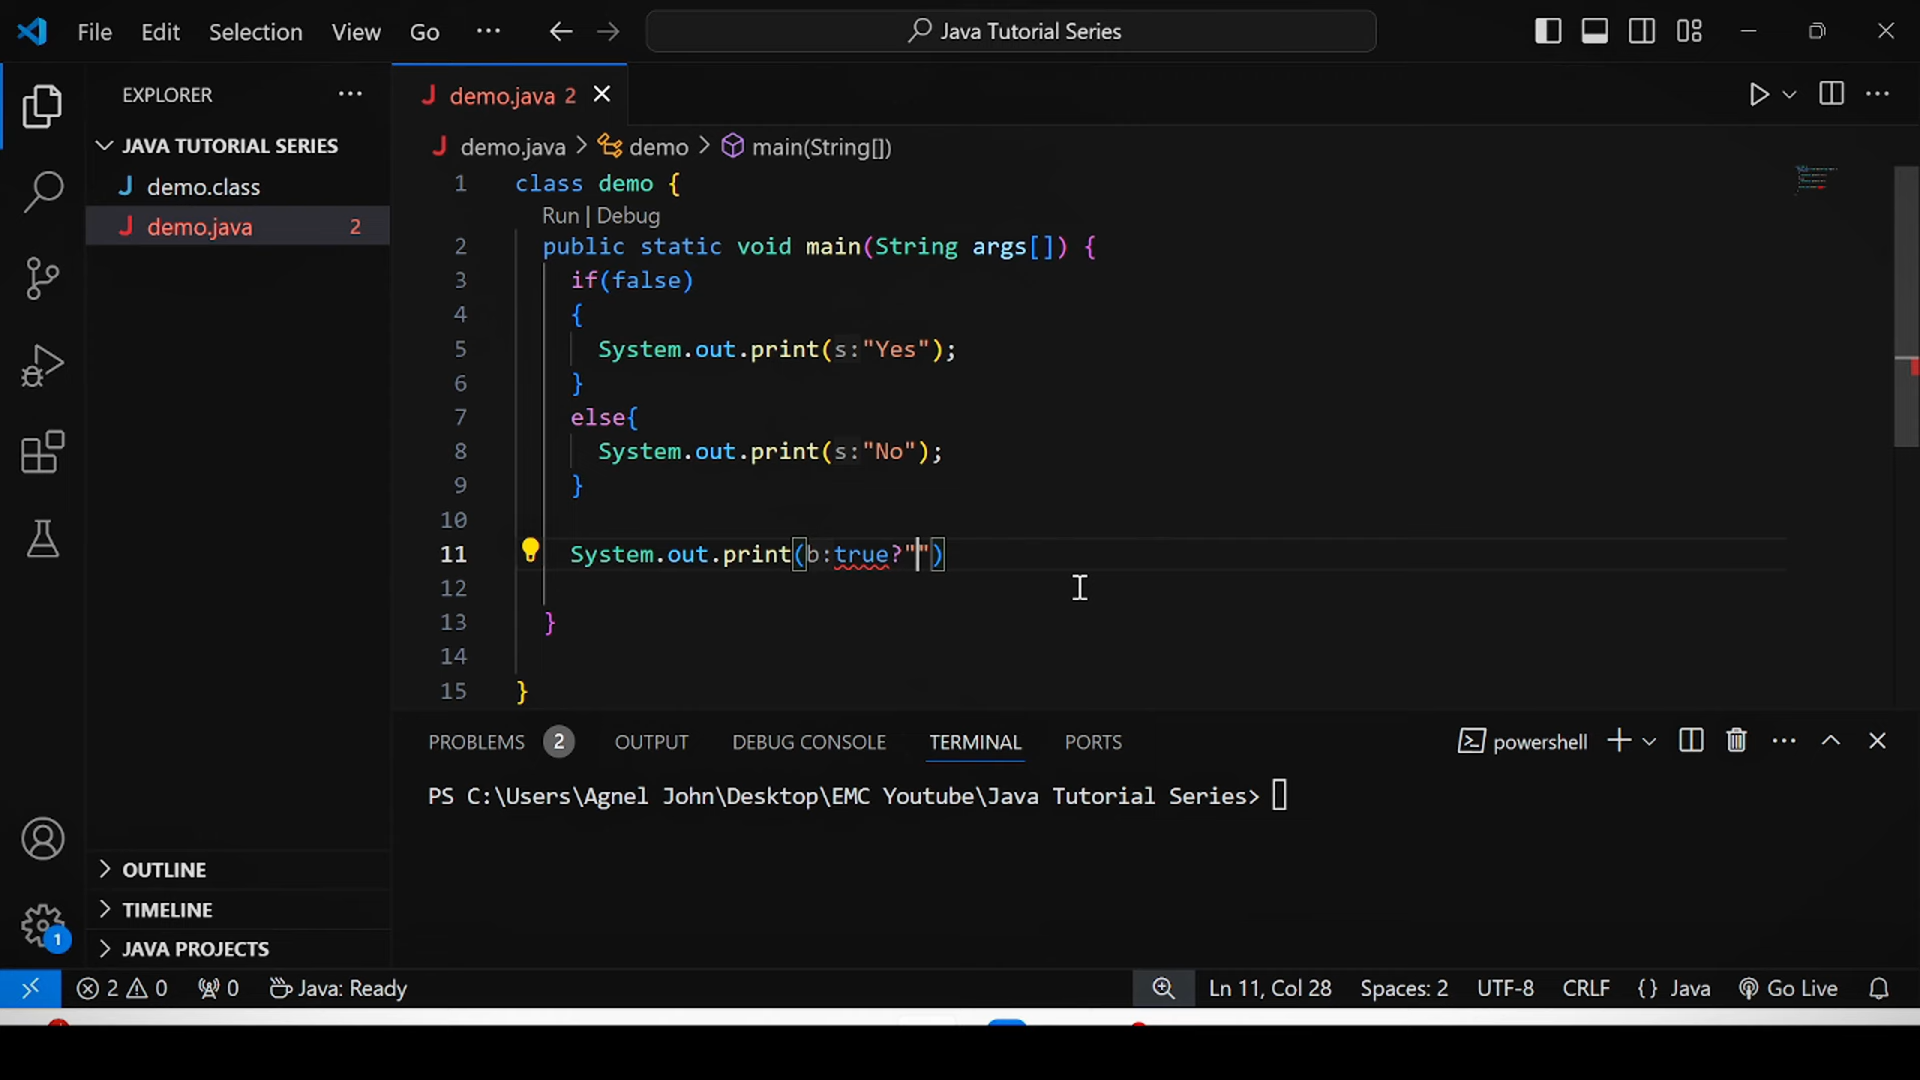 File Edit Selection View Go ··· Java Tutorial Series
EXPLORER ···
JAVA TUTORIAL SERIES
J demo.class
J demo.java 2
OUTLINE
TIMELINE
JAVA PROJECTS
J demo.java 2
J demo.java > demo > main(String[])
1 class demo {
Run | Debug
2 public static void main(String args[]) {
3 if(false)
4 {
5 System.out.print(s:"Yes");
6 }
7 else{
8 System.out.print(s:"No");
9 }
10
11 System.out.print(b:true?"")
12
13 }
14
15 }
PROBLEMS 2 OUTPUT DEBUG CONSOLE TERMINAL PORTS powershell
PS C:\Users\Agnel John\Desktop\EMC Youtube\Java Tutorial Series>
1
2 0 0 Java: Ready Ln 11, Col 28 Spaces: 2 UTF-8 CRLF {} Java Go Live